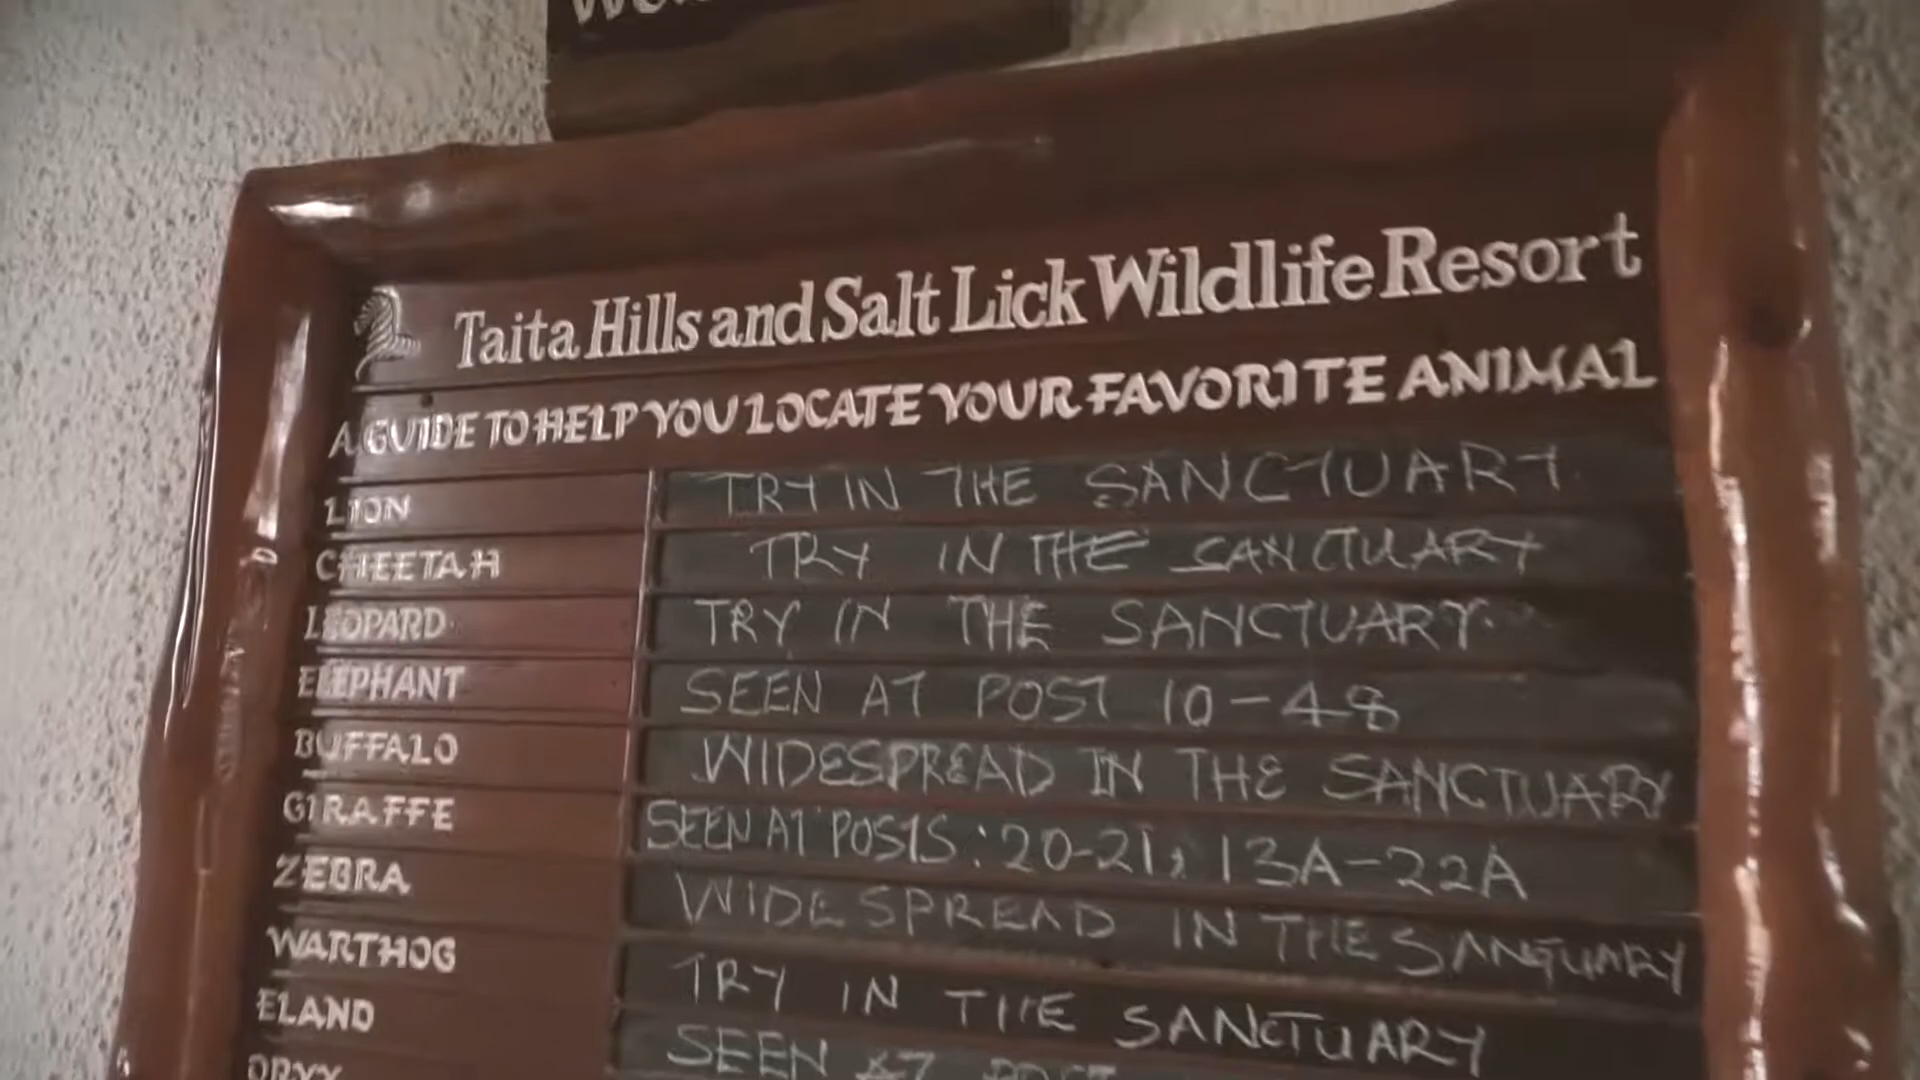 Taita Hills and Salt Lick Wildlife Resort
A GUIDE TO HELP YOU LOCATE YOUR FAVORITE ANIMAL
LION TRY IN THE SANCTUARY
CHEETAH TRY IN THE SANCTUARY
LEOPARD TRY IN THE SANCTUARY
ELEPHANT SEEN AT POST 10-48
BUFFALO WIDESPREAD IN THE SANCTUARY
GIRAFFE SEEN AT POSTS: 20-21, 13A-22A
ZEBRA WIDESPREAD IN THE SANCTUARY
WARTHOG TRY IN THE SANCTUARY
ELAND SEEN AT POST
ORYX